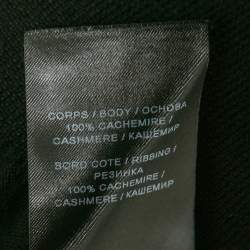 CORPS / BODY / ОСНОВА
100% CACHEMIRE /
CASHMERE / КАШЕМИР
BORD COTE / RIBBING /
РЕЗИНКА
100% CACHEMIRE /
CASHMERE / КАШЕМИР